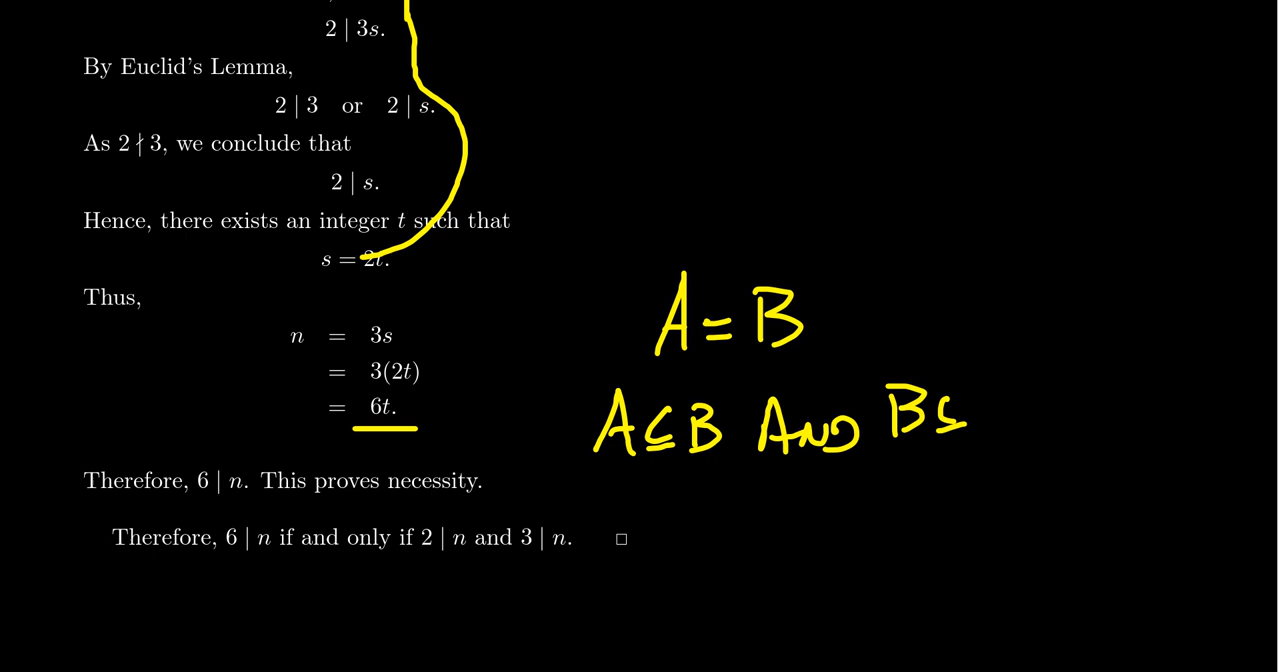 2 | 3s.
By Euclid's Lemma,
2 | 3 or 2 | s.
As 2 ∤ 3, we conclude that
2 | s.
Hence, there exists an integer t such that
s = 2t.
Thus,
n = 3s
= 3(2t)
= 6t.
A = B
A ⊆ B AND B ⊆
Therefore, 6 | n. This proves necessity.
Therefore, 6 | n if and only if 2 | n and 3 | n. □